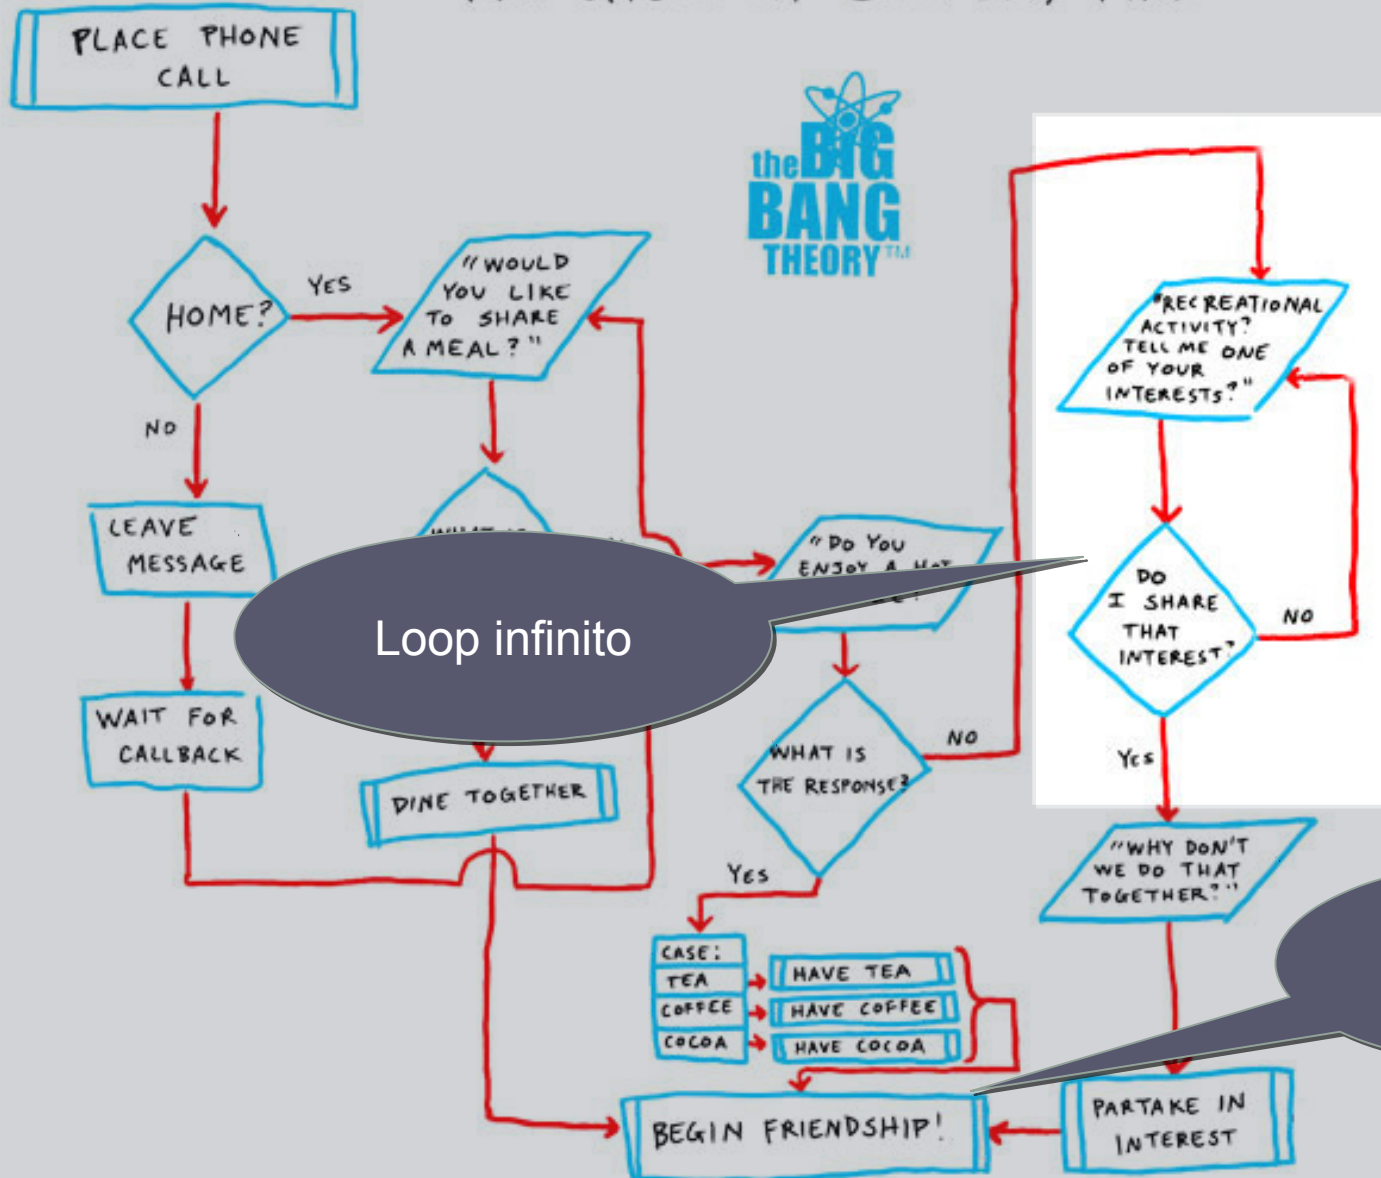 PLACE PHONE
CALL
the BIG
BANG
THEORY™
HOME?
YES
NO
"WOULD
YOU LIKE
TO SHARE
A MEAL?"
LEAVE
MESSAGE
WAIT FOR
CALLBACK
Loop infinito
DINE TOGETHER
"DO YOU
ENJOY A HOT
WHAT IS
THE RESPONSE?
NO
YES
CASE:
TEA
COFFEE
COCOA
HAVE TEA
HAVE COFFEE
HAVE COCOA
"RECREATIONAL
ACTIVITY?
TELL ME ONE
OF YOUR
INTERESTS?"
DO
I SHARE
THAT
INTEREST?
NO
YES
"WHY DON'T
WE DO THAT
TOGETHER?"
PARTAKE IN
INTEREST
BEGIN FRIENDSHIP!